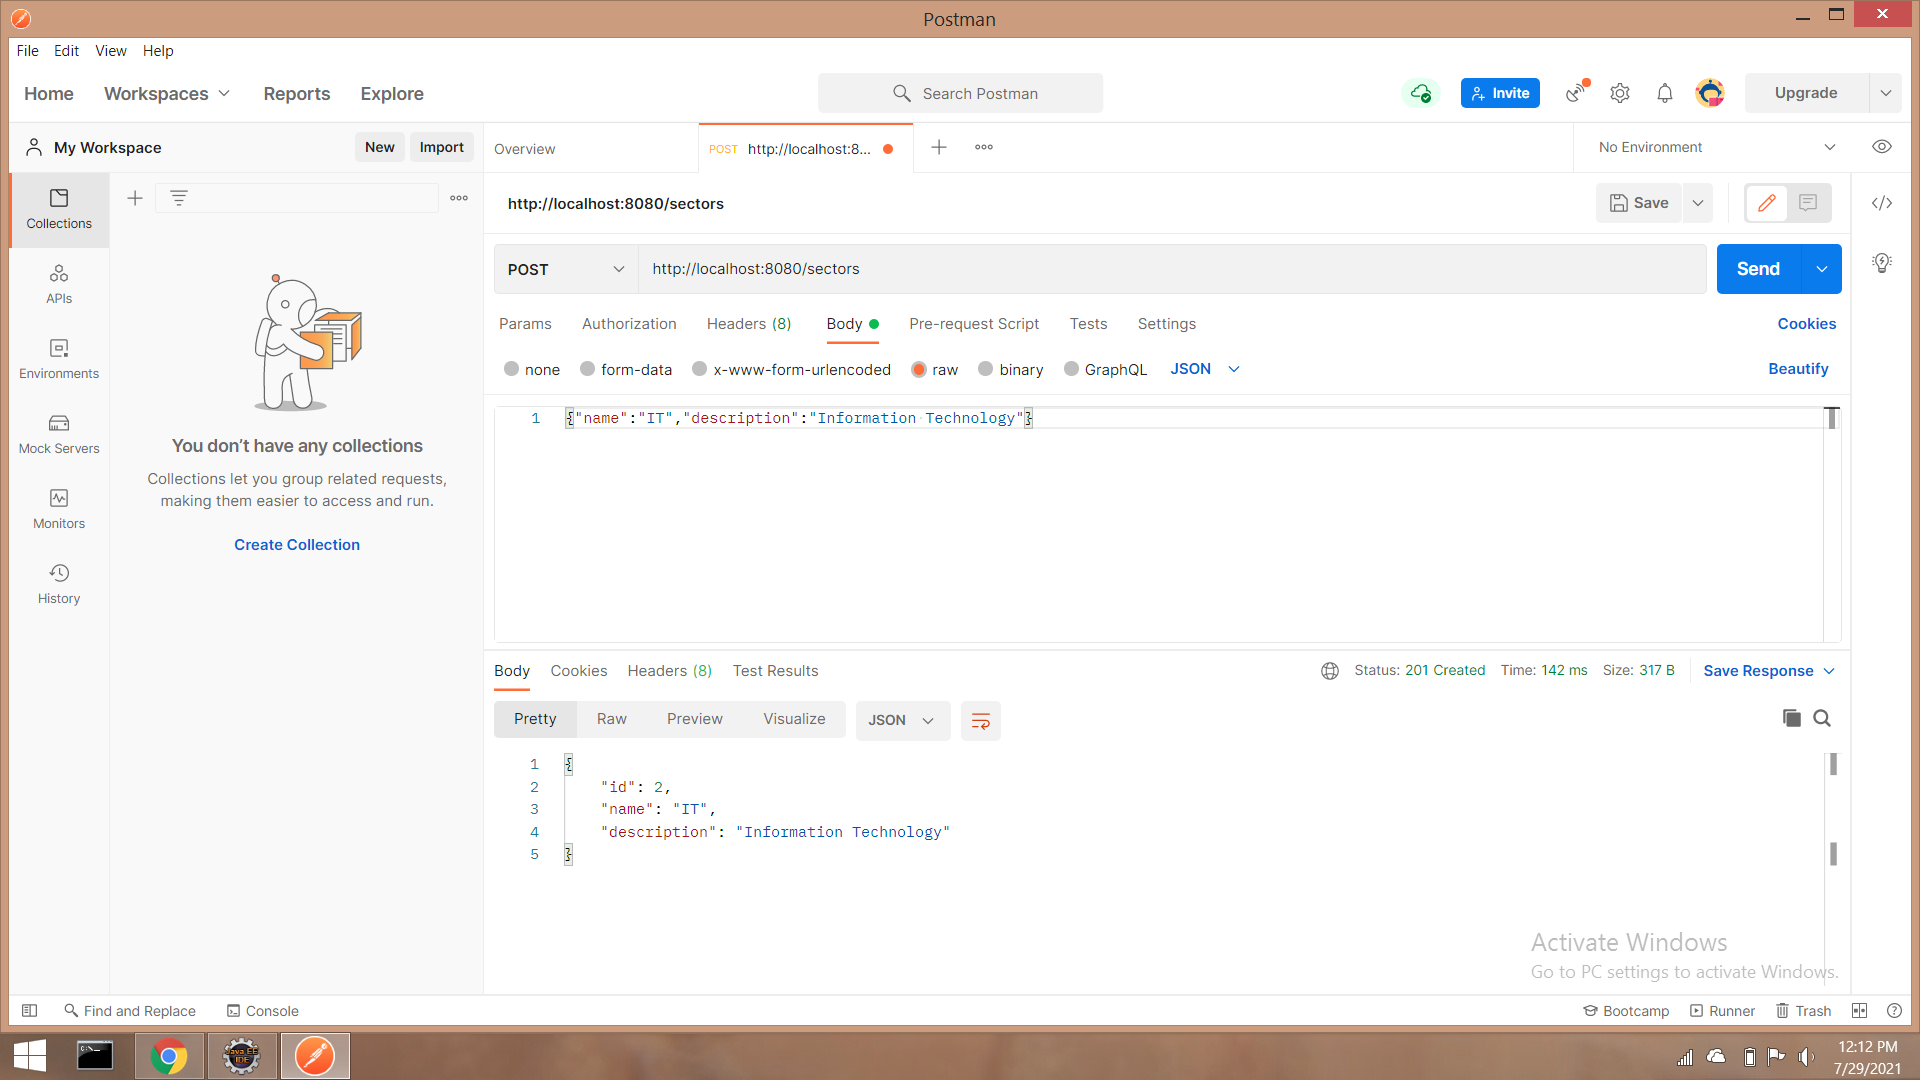 Postman
File Edit View Help
Home Workspaces Reports Explore Search Postman Invite Upgrade
My Workspace New Import Overview POST http://localhost:8... No Environment
Collections
APIs
Environments
Mock Servers
Monitors
History
You don't have any collections
Collections let you group related requests,
making them easier to access and run.
Create Collection
http://localhost:8080/sectors Save
POST http://localhost:8080/sectors Send
Params Authorization Headers (8) Body Pre-request Script Tests Settings Cookies
none form-data x-www-form-urlencoded raw binary GraphQL JSON Beautify
1 {"name":"IT","description":"Information Technology"}
Body Cookies Headers (8) Test Results Status: 201 Created Time: 142 ms Size: 317 B Save Response
Pretty Raw Preview Visualize JSON
1 {
2 "id": 2,
3 "name": "IT",
4 "description": "Information Technology"
5 }
Activate Windows
Go to PC settings to activate Windows.
Find and Replace Console Bootcamp Runner Trash
C:\_
Java EE
IDE
12:12 PM
7/29/2021